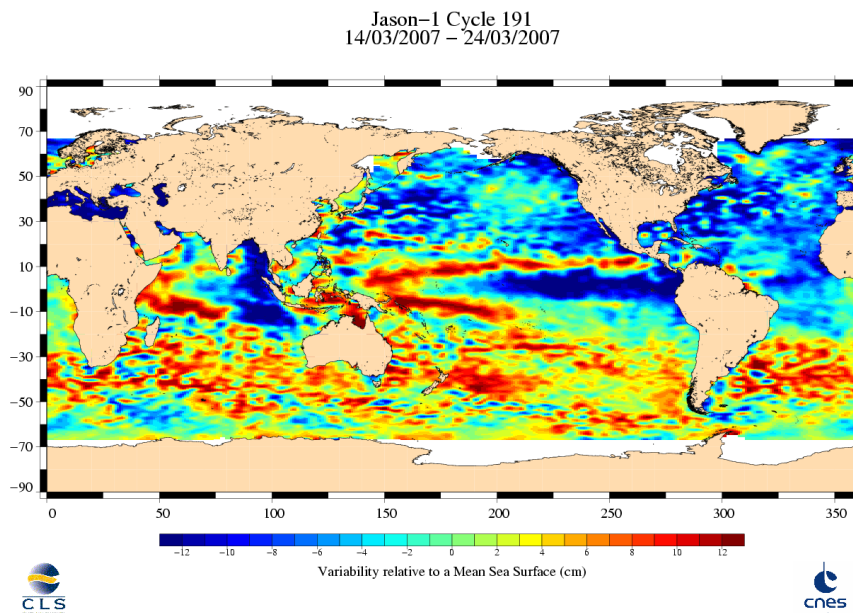 Jason−1 Cycle 191
14/03/2007 − 24/03/2007
90
70
50
30
10
−10
−30
−50
−70
−90
0 50 100 150 200 250 300 350
−12 −10 −8 −6 −4 −2 0 2 4 6 8 10 12
Variability relative to a Mean Sea Surface (cm)
CLS
cnes